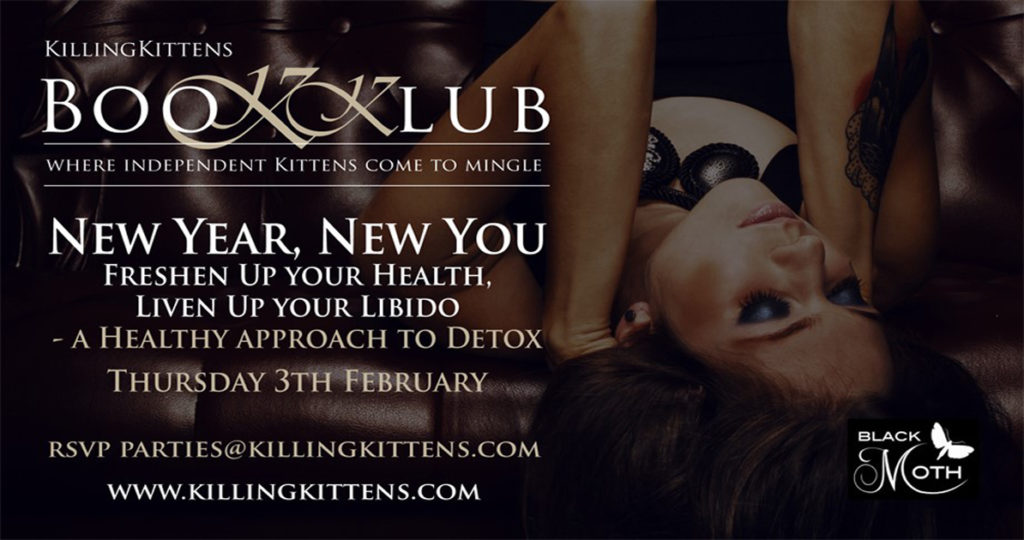 KillingKittens
BooKKlub
where independent Kittens come to mingle
New Year, New You
Freshen Up your Health,
Liven Up your Libido
- a Healthy approach to Detox
Thursday 3th February
RSVP parties@killingkittens.com
www.killingkittens.com
BLACK
Moth